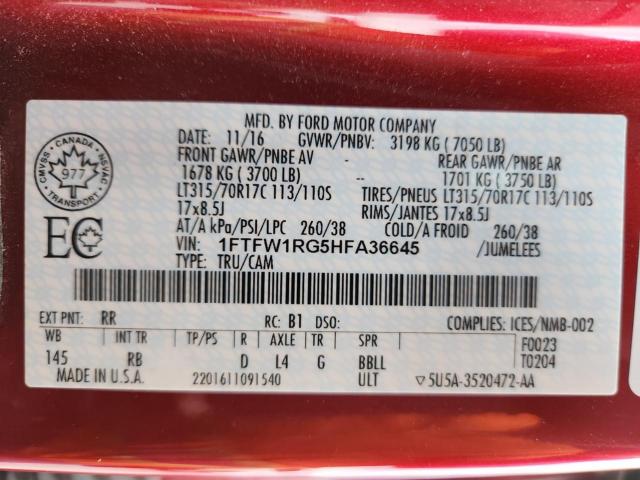 MFD. BY FORD MOTOR COMPANY
11/16 GVWR/PNBV: 3198 KG ( 7050 LB)
FRONT GAWR/PNBE AV -- REAR GAWR/PNBE AR
1678 KG ( 3700 LB) -- 1701 KG ( 3750 LB)
LT315/70R17C 113/110S TIRES/PNEUS LT315/70R17C 113/110S
17x8.5J RIMS/JANTES 17x8.5J
AT/A kPa/PSI/LPC 260/38 COLD/A FROID 260/38
VIN: 1FTFW1RG5HFA36645 /JUMELEES
TYPE: TRU/CAM
CANADA
CMVSS 977 NSVAC
TRANSPORT
EC
EXT PNT: RR RC: B1 DSO: COMPLIES: ICES/NMB-002
WB INT TR TP/PS R AXLE TR SPR F0023
145 RB D L4 G BBLL T0204
MADE IN U.S.A. 2201611091540 ULT ▽5U5A-3520472-AA